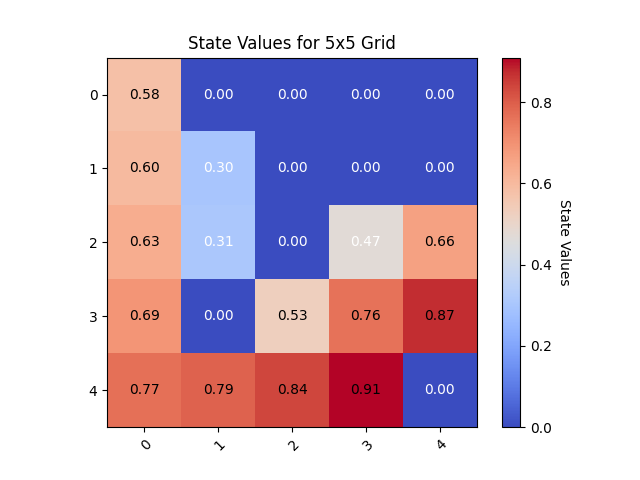 State Values for 5x5 Grid
0 0.58 0.00 0.00 0.00 0.00
1 0.60 0.30 0.00 0.00 0.00
2 0.63 0.31 0.00 0.47 0.66
3 0.69 0.00 0.53 0.76 0.87
4 0.77 0.79 0.84 0.91 0.00
0 1 2 3 4
0.8
0.6
0.4
0.2
0.0
State Values